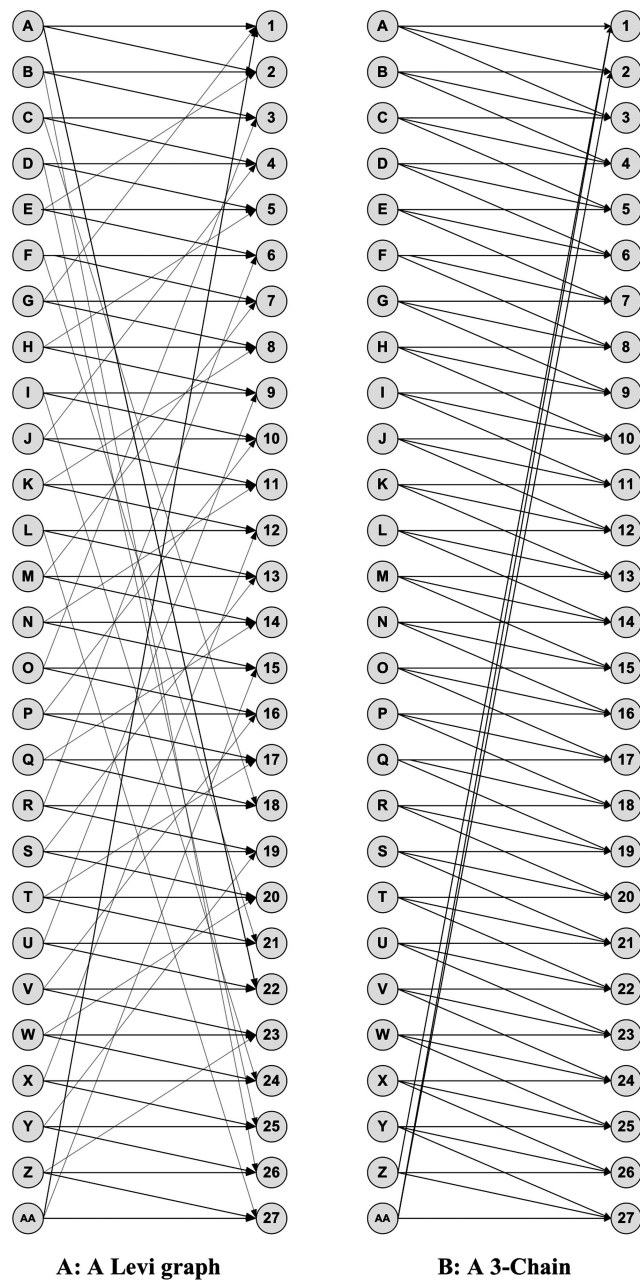 A 1 A 1
B 2 B 2
C 3 C 3
D 4 D 4
E 5 E 5
F 6 F 6
G 7 G 7
H 8 H 8
I 9 I 9
J 10 J 10
K 11 K 11
L 12 L 12
M 13 M 13
N 14 N 14
O 15 O 15
P 16 P 16
Q 17 Q 17
R 18 R 18
S 19 S 19
T 20 T 20
U 21 U 21
V 22 V 22
W 23 W 23
X 24 X 24
Y 25 Y 25
Z 26 Z 26
AA 27 AA 27
A: A Levi graph B: A 3-Chain